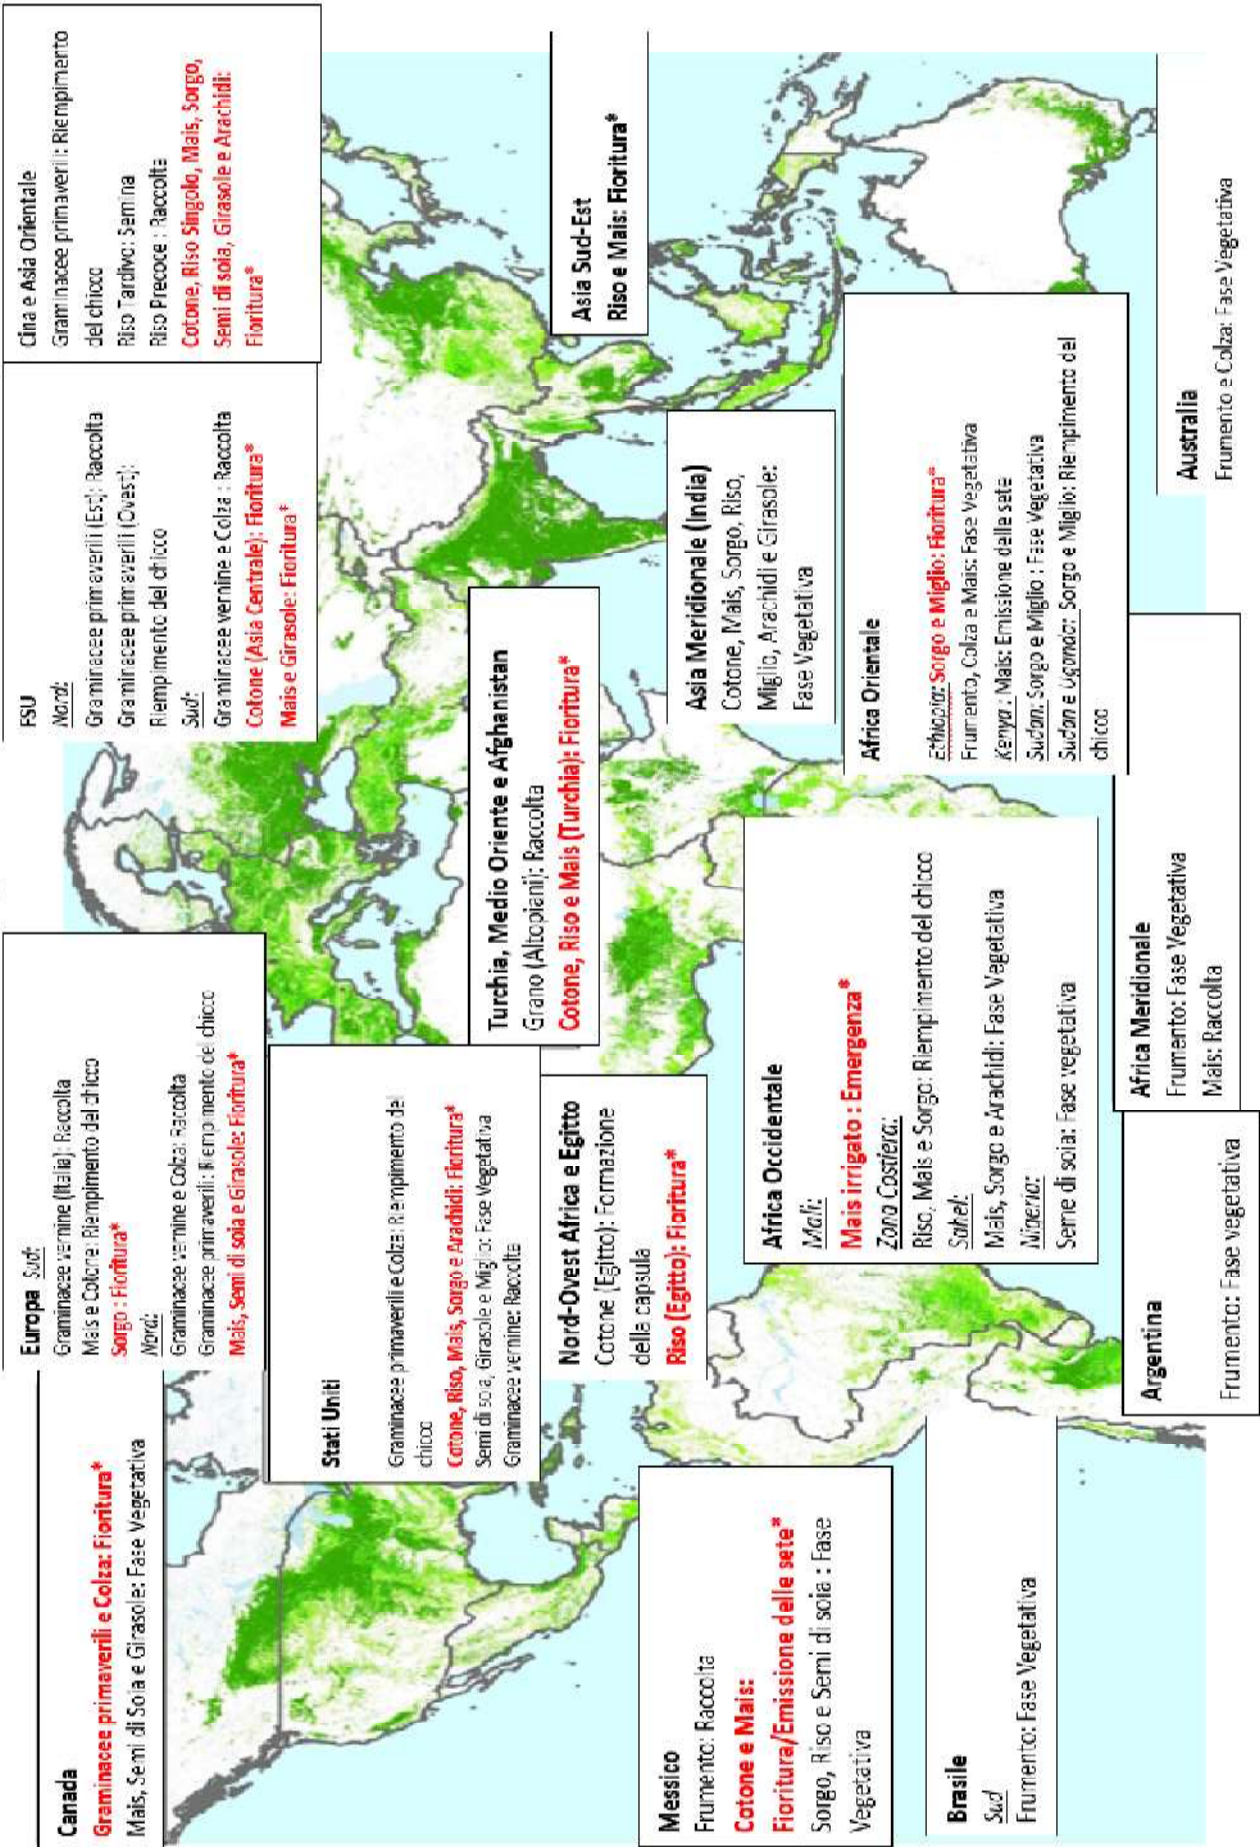 Canada
Graminacee primaverili e Colza: Fioritura*
Mais, Semi di Soia e Girasole: Fase Vegetativa
Europa Sud:
Graminacee vernine (Italia): Raccolta
Mais e Cotone: Riempimento del chicco
Sorgo : Fioritura*
Nord:
Graminacee vernine e Colza: Raccolta
Graminacee primaverili: Riempimento del chicco
Mais, Semi di soia e Girasole: Fioritura*
FSU
Nord:
Graminacee primaverili (Est): Raccolta
Graminacee primaverili (Ovest):
Riempimento del chicco
Sud:
Graminacee vernine e Colza : Raccolta
Cotone (Asia Centrale): Fioritura*
Mais e Girasole: Fioritura*
Cina e Asia Orientale
Graminacee primaverili: Riempimento
del chicco
Riso Tardivo: Semina
Riso Precoce : Raccolta
Cotone, Riso Singolo, Mais, Sorgo,
Semi di soia, Girasole e Arachidi:
Fioritura*
Stati Uniti
Graminacee primaverili e Colza: Riempimento del
chicco
Cotone, Riso, Mais, Sorgo e Arachidi: Fioritura*
Semi di soia, Girasole e Miglio: Fase Vegetativa
Graminacee vernine: Raccolta
Turchia, Medio Oriente e Afghanistan
Grano (Altopiani): Raccolta
Cotone, Riso e Mais (Turchia): Fioritura*
Asia Sud-Est
Riso e Mais: Fioritura*
Nord-Ovest Africa e Egitto
Cotone (Egitto): Formazione
della capsula
Riso (Egitto): Fioritura*
Asia Meridionale (India)
Cotone, Mais, Sorgo, Riso,
Miglio, Arachidi e Girasole:
Fase Vegetativa
Messico
Frumento: Raccolta
Cotone e Mais:
Fioritura/Emissione delle sete*
Sorgo, Riso e Semi di soia : Fase
Vegetativa
Africa Occidentale
Mali:
Mais irrigato : Emergenza*
Zona Costiera:
Riso, Mais e Sorgo: Riempimento del chicco
Sahel:
Mais, Sorgo e Arachidi: Fase Vegetativa
Nigeria:
Seme di soia: Fase vegetativa
Africa Orientale
Ethiopia: Sorgo e Miglio: Fioritura*
Frumento, Colza e Mais: Fase Vegetativa
Kenya : Mais: Emissione delle sete
Sudan: Sorgo e Miglio : Fase Vegetativa
Sudan e Uganda: Sorgo e Miglio: Riempimento del
chicco
Brasile
Sud
Frumento: Fase Vegetativa
Argentina
Frumento: Fase vegetativa
Africa Meridionale
Frumento: Fase Vegetativa
Mais: Raccolta
Australia
Frumento e Colza: Fase Vegetativa